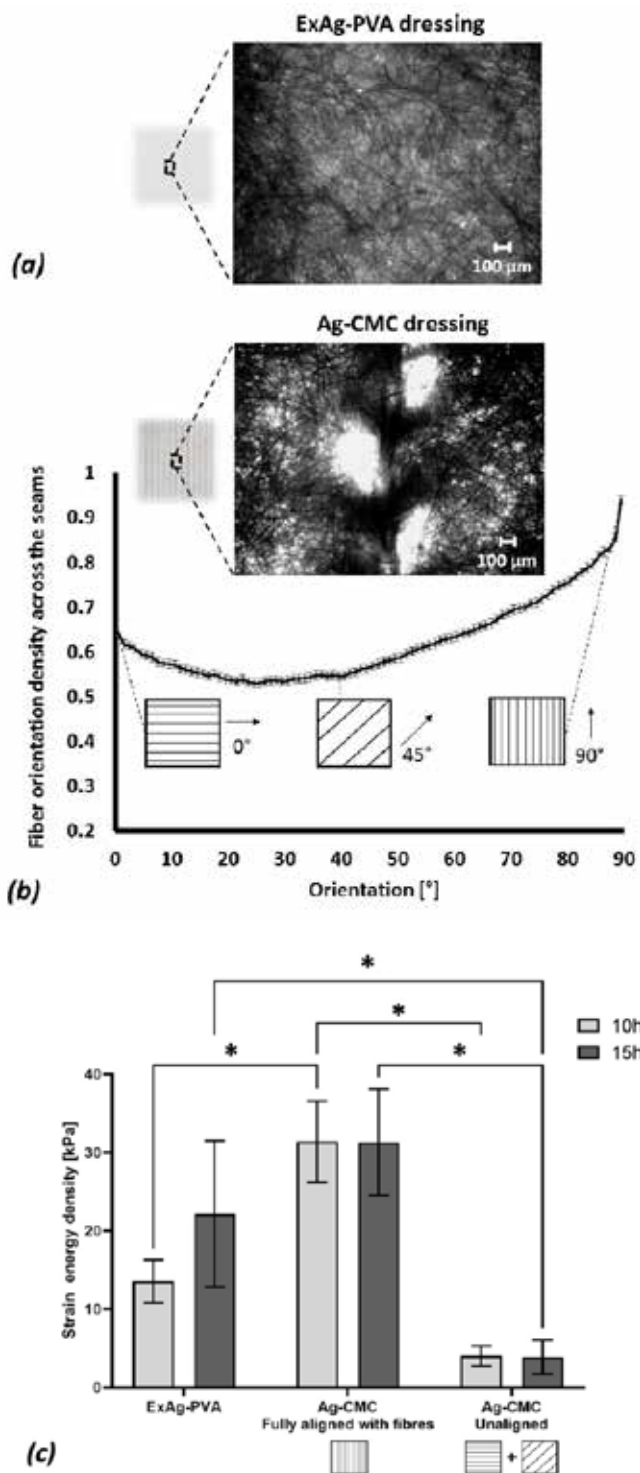 ExAg-PVA dressing
100 µm
(a)
Ag-CMC dressing
100 µm
Fiber orientation density across the seams
1
0.9
0.8
0.7
0.6
0.5
0.4
0.3
0.2
0°
45°
90°
0 10 20 30 40 50 60 70 80 90
Orientation [°]
(b)
*
*
* *
10h
15h
Strain energy density [kPa]
40
30
20
10
0
ExAg-PVA
Ag-CMC
Fully aligned with fibres
Ag-CMC
Unaligned
+
(c)